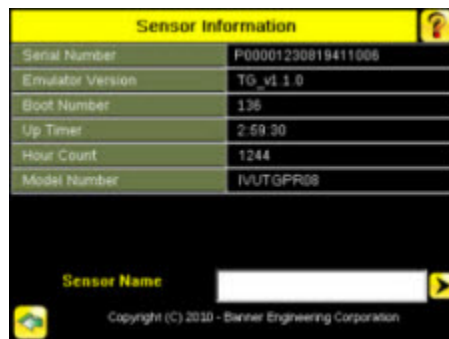 Sensor Information
Serial Number P00001230819411006
Emulator Version TG_v1.1.0
Boot Number 136
Up Timer 2:59:30
Hour Count 1244
Model Number IVUTGPR08
Sensor Name
Copyright (C) 2010 - Banner Engineering Corporation